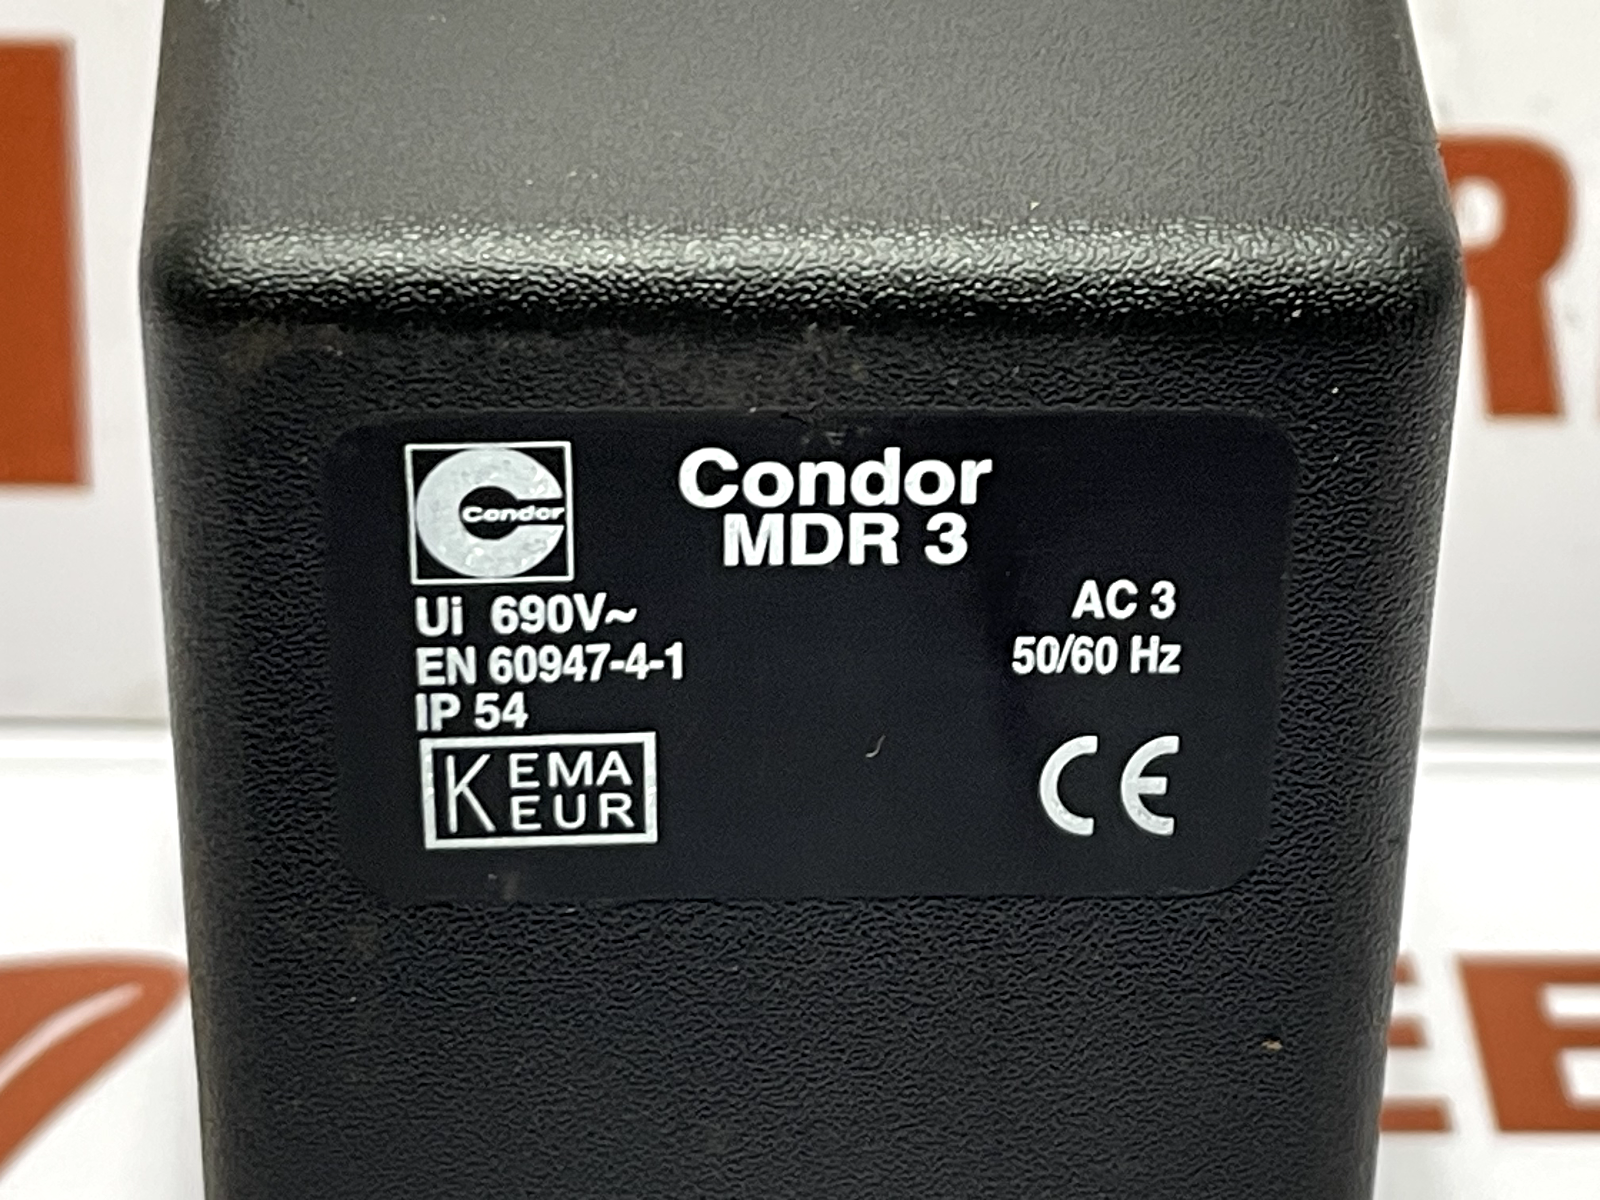 Condor
Condor
MDR 3
Ui 690V~
EN 60947-4-1
IP 54
AC 3
50/60 Hz
KEMA
KEUR
CE